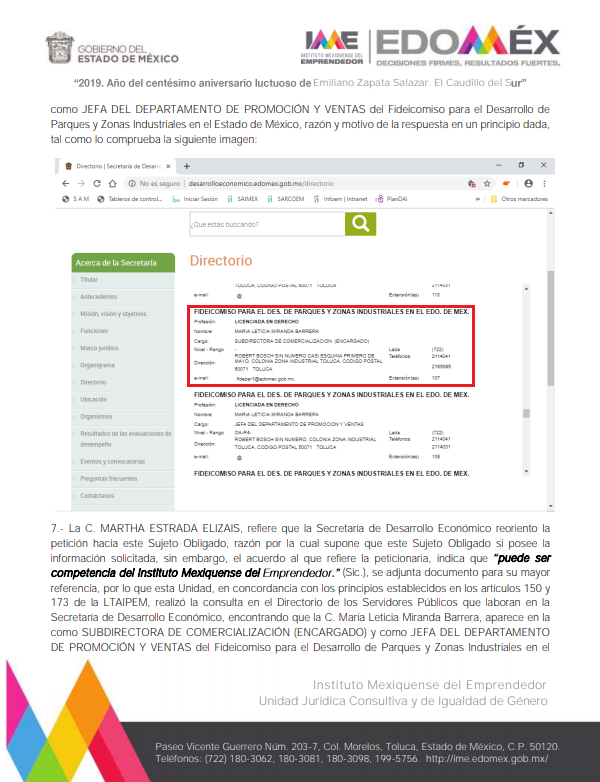 GOBIERNO DEL
ESTADO DE MÉXICO
IME
INSTITUTO MEXIQUENSE DEL
EMPRENDEDOR
EDOMÉX
DECISIONES FIRMES, RESULTADOS FUERTES.
“2019. Año del centésimo aniversario luctuoso de Emiliano Zapata Salazar. El Caudillo del Sur”
como JEFA DEL DEPARTAMENTO DE PROMOCIÓN Y VENTAS del Fideicomiso para el Desarrollo de
Parques y Zonas Industriales en el Estado de México, razón y motivo de la respuesta en un principio dada,
tal como lo comprueba la siguiente imagen:
Directorio | Secretaría de Desarro
No es seguro | desarrolloeconomico.edomex.gob.mx/directorio
S A M
Tableros de control...
Iniciar Sesión
SAIMEX
SARCOEM
Infoem | Intranet
PlanDAI
Otros marcadores
¿Que estás buscando?
Acerca de la Secretaría
Titular
Antecedentes
Misión, visión y objetivos
Funciones
Marco jurídico
Organigrama
Directorio
Ubicación
Organismos
Resultados de las evaluaciones de
desempeño
Eventos y convocatorias
Preguntas frecuentes
Contáctanos
Directorio
TOLUCA, CODIGO POSTAL 50071 TOLUCA 2114031
e-mail: @ Extensión(es) 113
FIDEICOMISO PARA EL DES. DE PARQUES Y ZONAS INDUSTRIALES EN EL EDO. DE MEX.
Profesión: LICENCIADA EN DERECHO
Nombre: MARIA LETICIA MIRANDA BARRERA
Cargo: SUBDIRECTORA DE COMERCIALIZACION (ENCARGADO)
Nivel - Rango - Lada (722)
Dirección: ROBERT BOSCH SIN NUMERO CASI ESQUINA PRIMERO DE Teléfonos: 2114041
MAYO, COLONIA ZONA INDUSTRIAL TOLUCA, CODIGO POSTAL
50071 TOLUCA 2165095
e-mail: fidepar1@edomex.gob.mx Extensión(es) 107
FIDEICOMISO PARA EL DES. DE PARQUES Y ZONAS INDUSTRIALES EN EL EDO. DE MEX.
Profesión: LICENCIADA EN DERECHO
Nombre: MARIA LETICIA MIRANDA BARRERA
Cargo: JEFA DEL DEPARTAMENTO DE PROMOCION Y VENTAS
Nivel - Rango Lada (722)
Dirección: ROBERT BOSCH SIN NUMERO, COLONIA ZONA INDUSTRIAL Teléfonos: 2114041
TOLUCA, CODIGO POSTAL 50071 TOLUCA 2114031
e-mail: @ Extensión(es) 108
FIDEICOMISO PARA EL DES. DE PARQUES Y ZONAS INDUSTRIALES EN EL EDO. DE MEX.
7.- La C. MARTHA ESTRADA ELIZAIS, refiere que la Secretaría de Desarrollo Económico reoriento la
petición hacia este Sujeto Obligado, razón por la cual supone que este Sujeto Obligado si posee la
información solicitada, sin embargo, el acuerdo al que refiere la peticionaria, indica que “puede ser
competencia del Instituto Mexiquense del Emprendedor.” (Sic.), se adjunta documento para su mayor
referencia, por lo que esta Unidad, en concordancia con los principios establecidos en los artículos 150 y
173 de la LTAIPEM, realizó la consulta en el Directorio de los Servidores Públicos que laboran en la
Secretaría de Desarrollo Económico, encontrando que la C. María Leticia Miranda Barrera, aparece en la
como SUBDIRECTORA DE COMERCIALIZACIÓN (ENCARGADO) y como JEFA DEL DEPARTAMENTO
DE PROMOCIÓN Y VENTAS del Fideicomiso para el Desarrollo de Parques y Zonas Industriales en el
Instituto Mexiquense del Emprendedor
Unidad Jurídica Consultiva y de Igualdad de Género
Paseo Vicente Guerrero Núm. 203-7, Col. Morelos, Toluca, Estado de México, C.P. 50120.
Teléfonos: (722) 180-3062, 180-3081, 180-3098, 199-5756. http://ime.edomex.gob.mx/